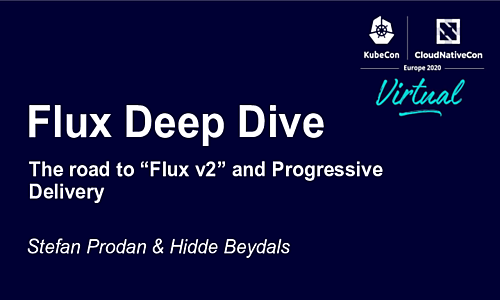 KubeCon
CloudNativeCon
Europe 2020
Virtual
Flux Deep Dive
The road to “Flux v2” and Progressive
Delivery
Stefan Prodan & Hidde Beydals